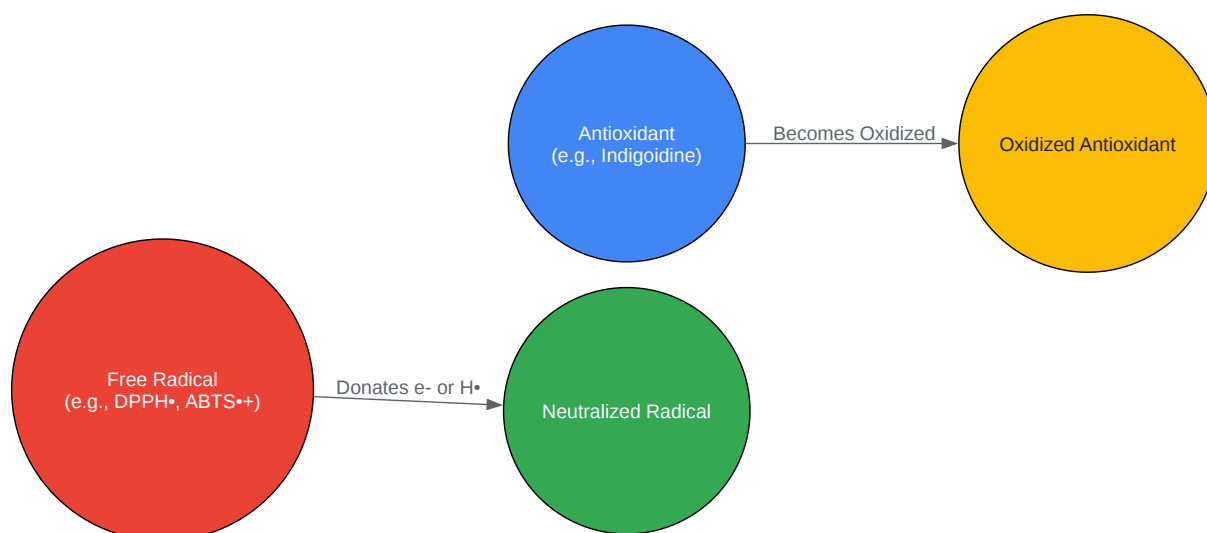 Antioxidant
(e.g., Indigoidine)
Becomes Oxidized
Oxidized Antioxidant
Free Radical
(e.g., DPPH•, ABTS•+)
Donates e- or H•
Neutralized Radical